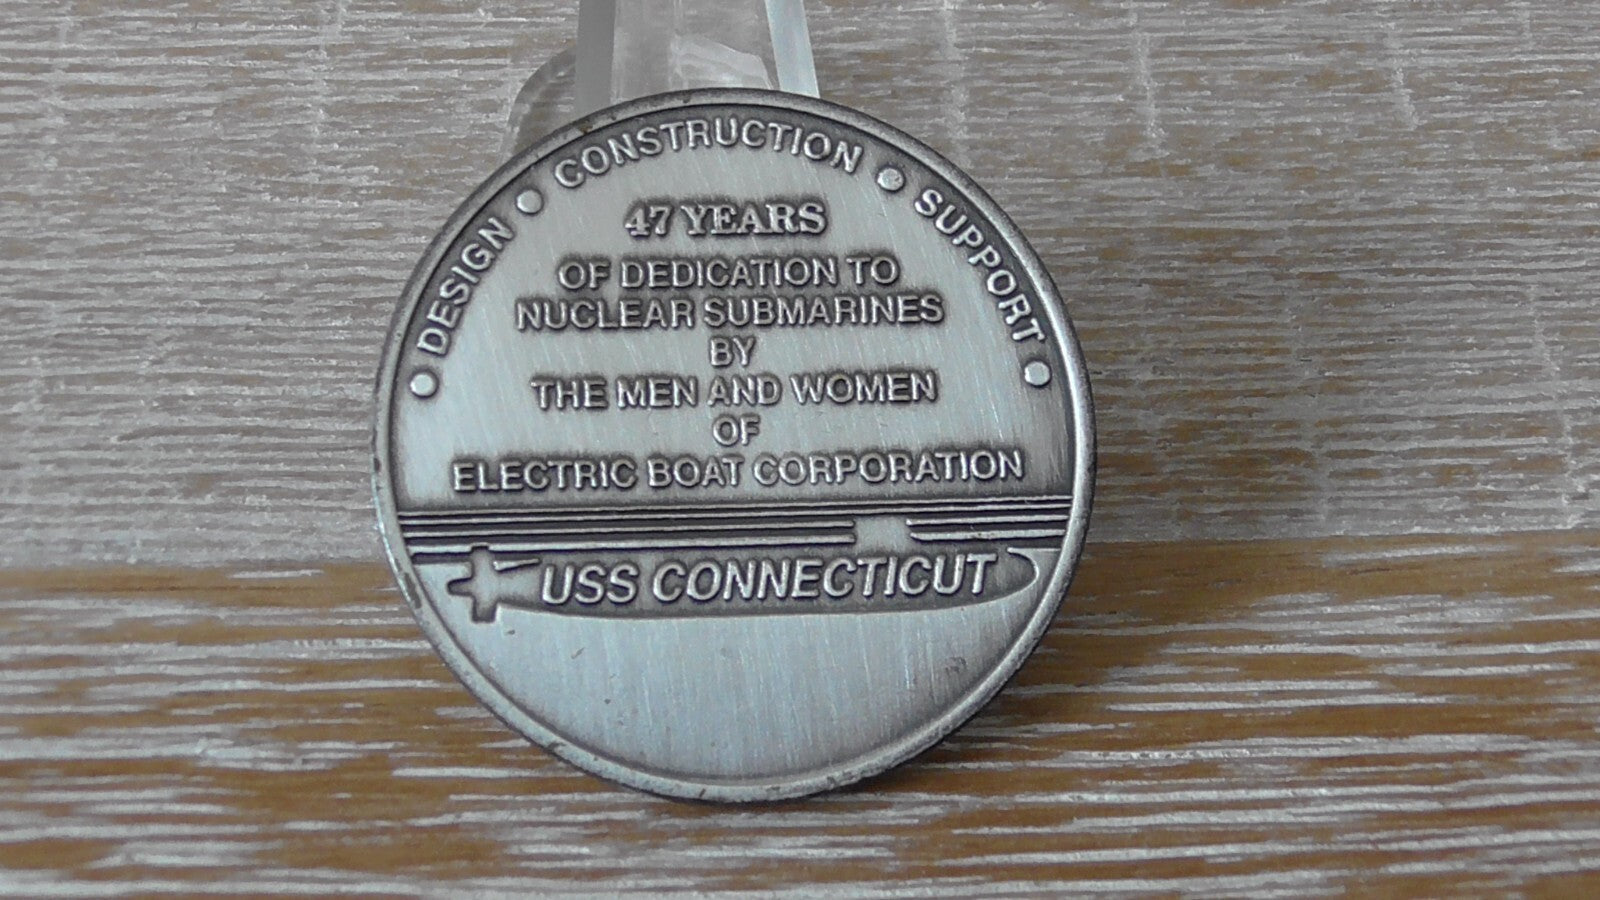 • DESIGN • CONSTRUCTION • SUPPORT •
47 YEARS
OF DEDICATION TO
NUCLEAR SUBMARINES
BY
THE MEN AND WOMEN
OF
ELECTRIC BOAT CORPORATION
USS CONNECTICUT